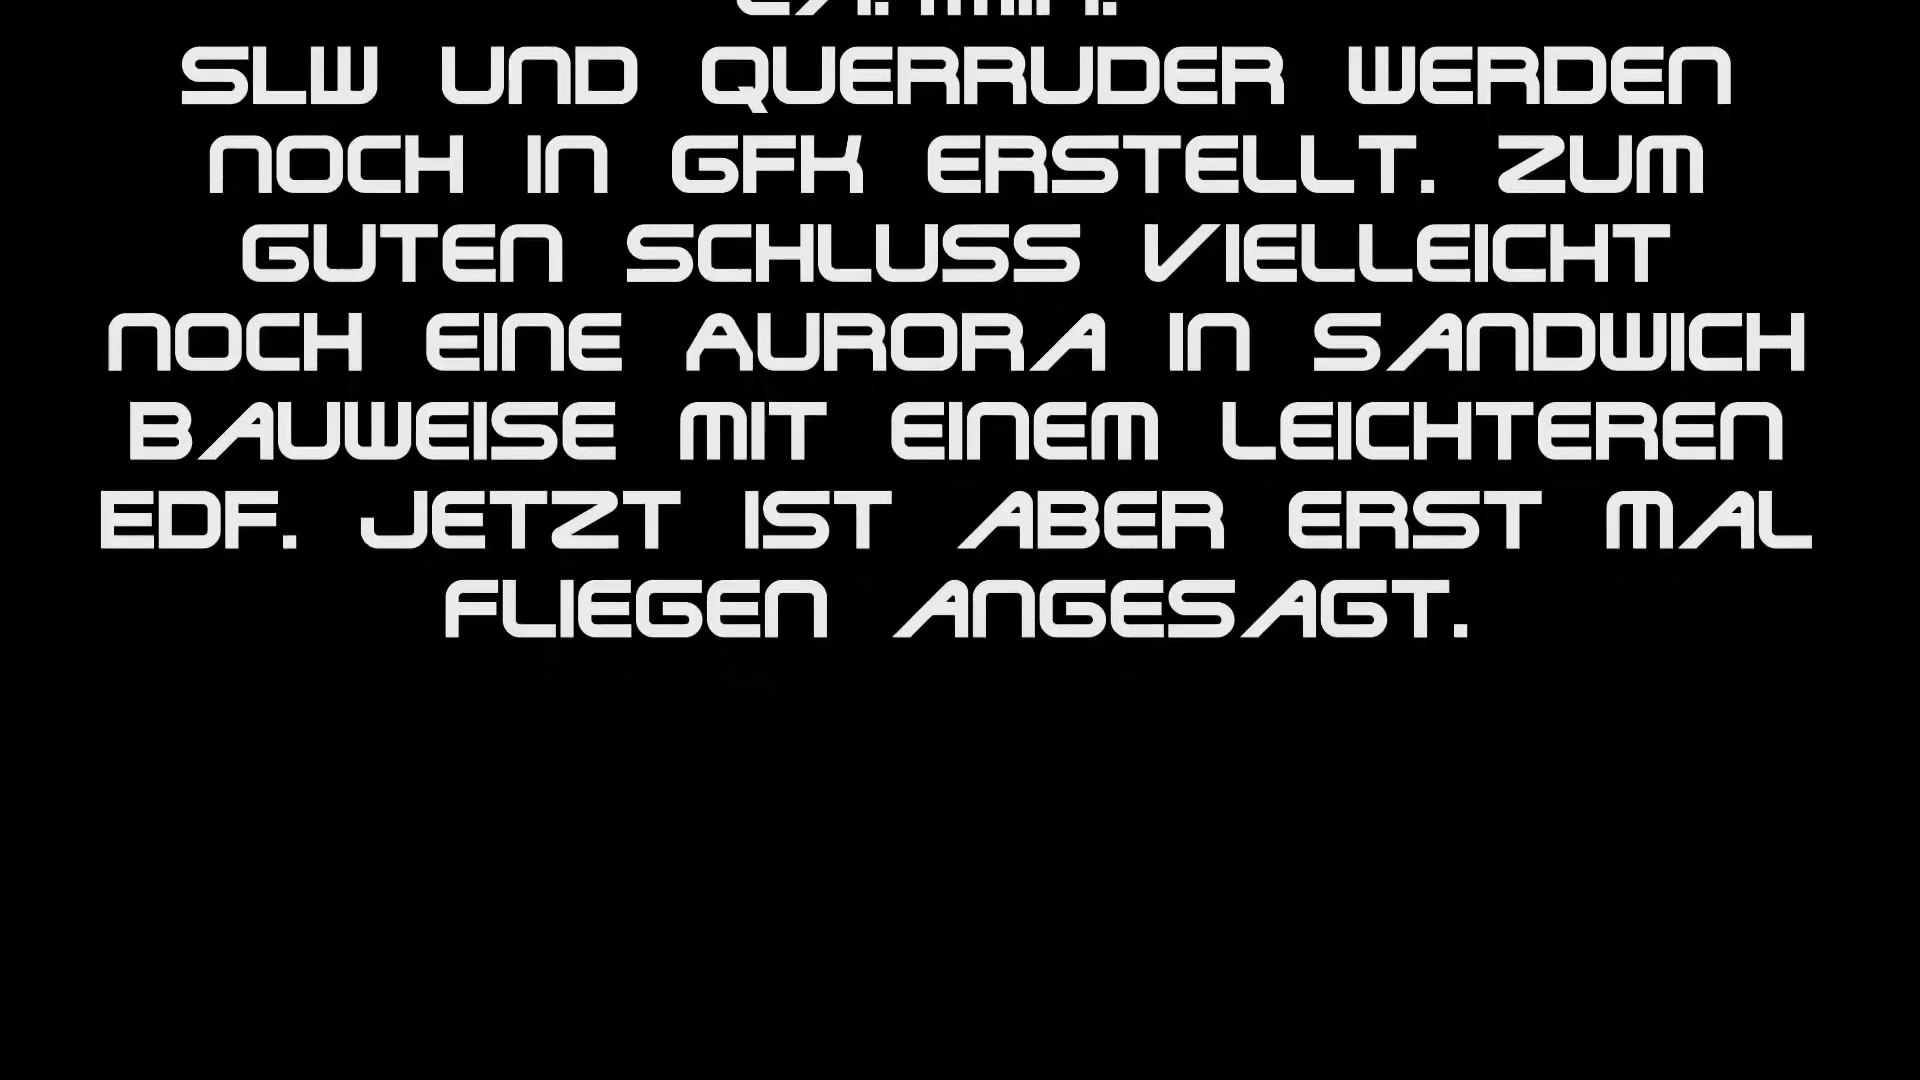 SLW UND QUERRUDER WERDEN
NOCH IN GFK ERSTELLT. ZUM
GUTEN SCHLUSS VIELLEICHT
NOCH EINE AURORA IN SANDWICH
BAUWEISE MIT EINEM LEICHTEREN
EDF. JETZT IST ABER ERST MAL
FLIEGEN ANGESAGT.